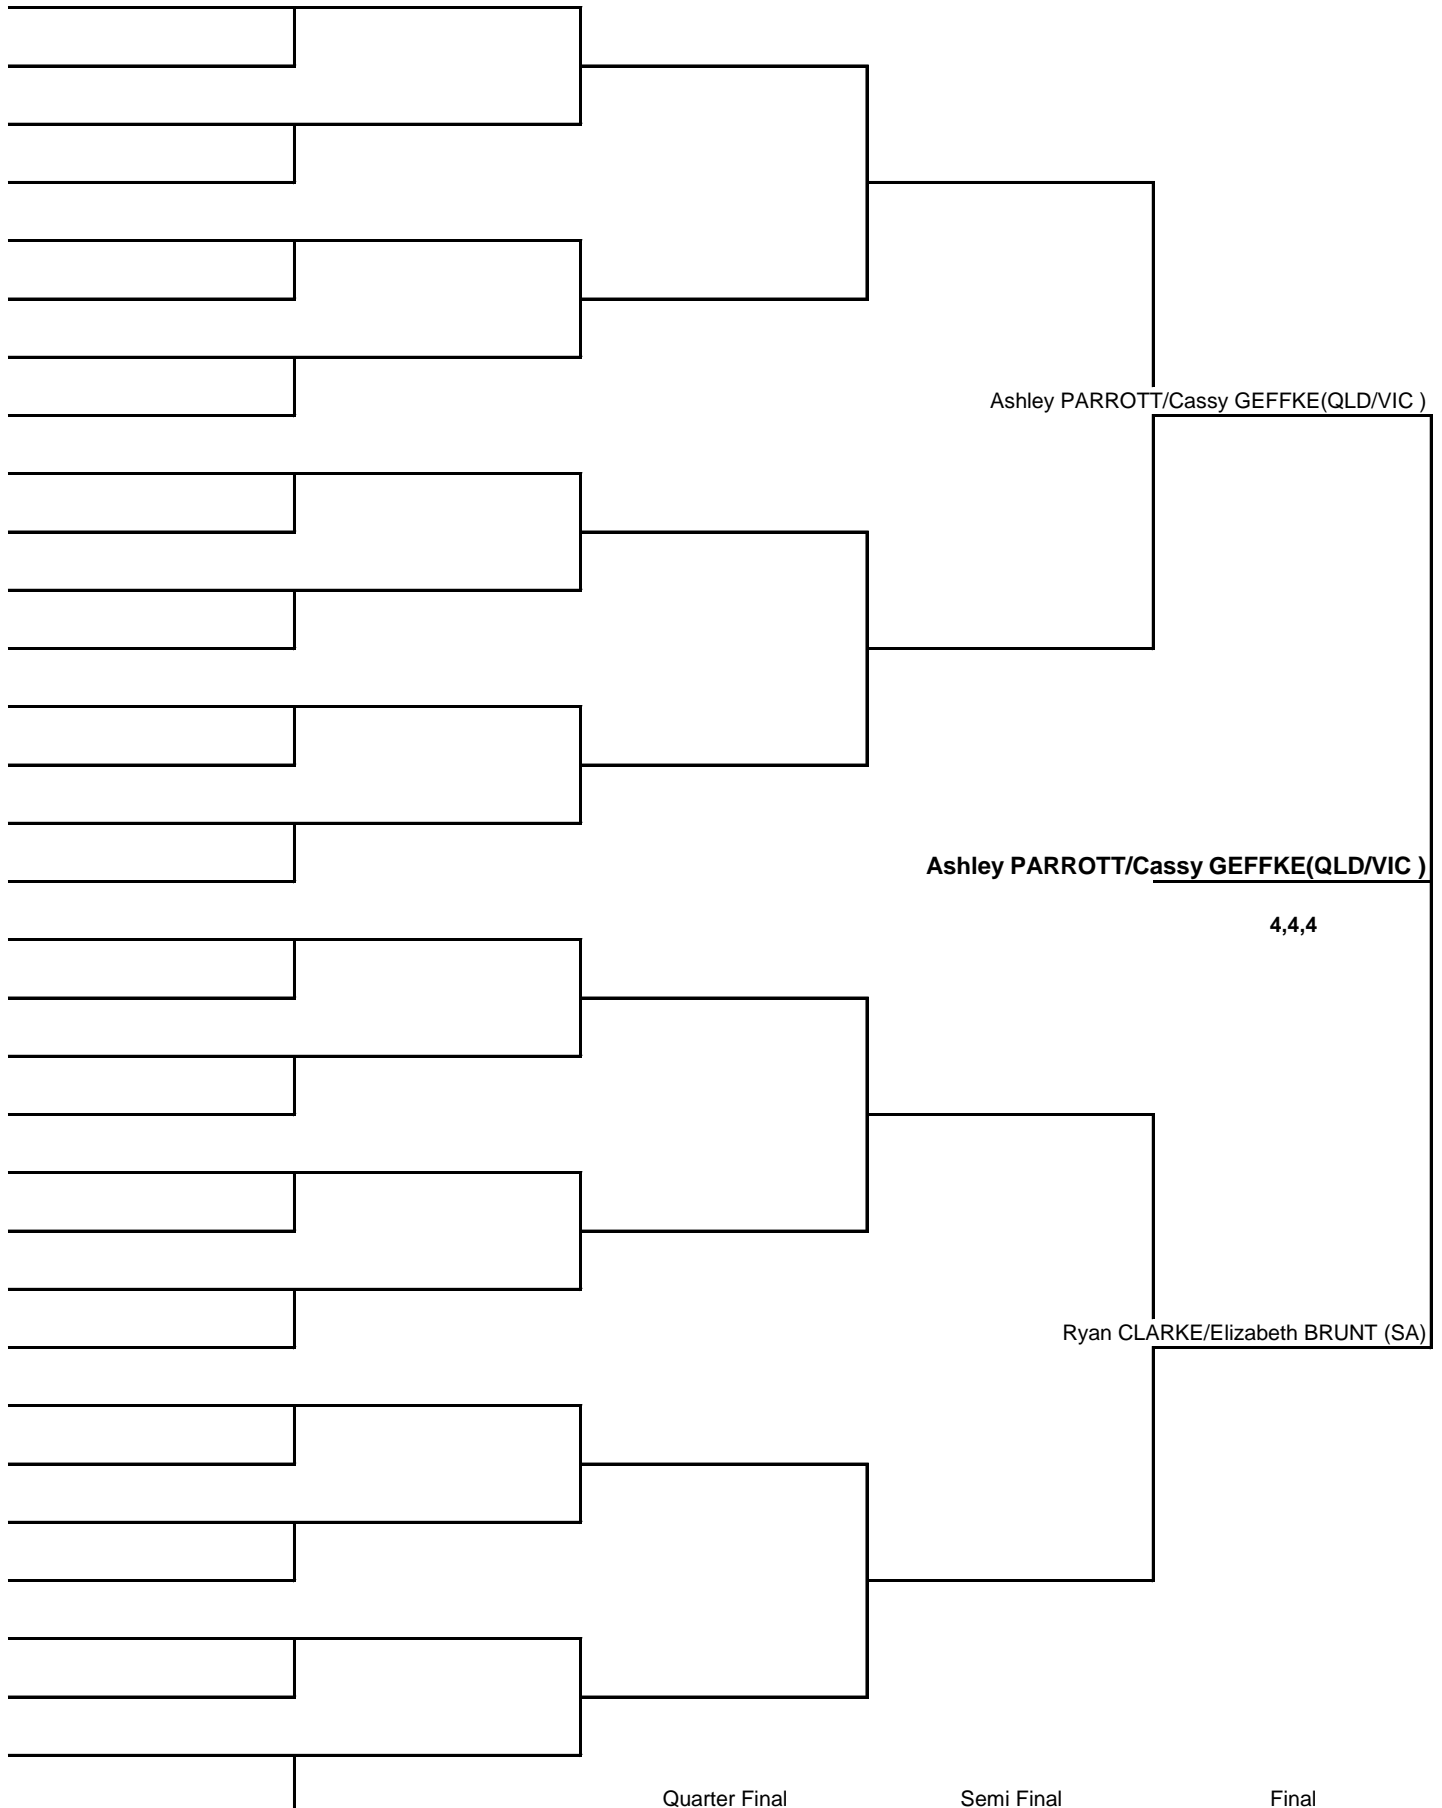 Ashley PARROTT/Cassy GEFFKE(QLD/VIC )
Ashley PARROTT/Cassy GEFFKE(QLD/VIC )
4,4,4
Ryan CLARKE/Elizabeth BRUNT (SA)
Quarter Final Semi Final Final